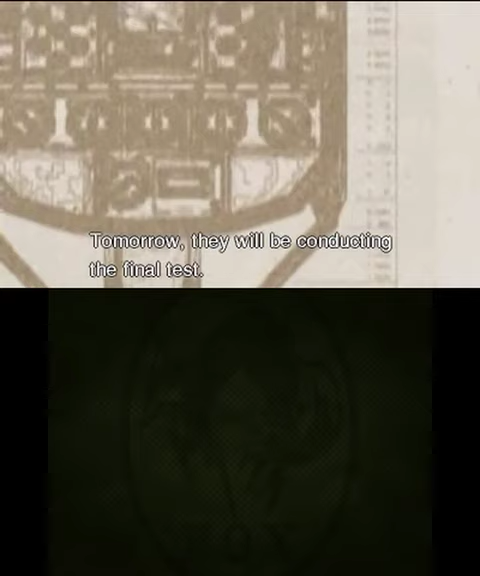 Tomorrow, they will be conducting
the final test.